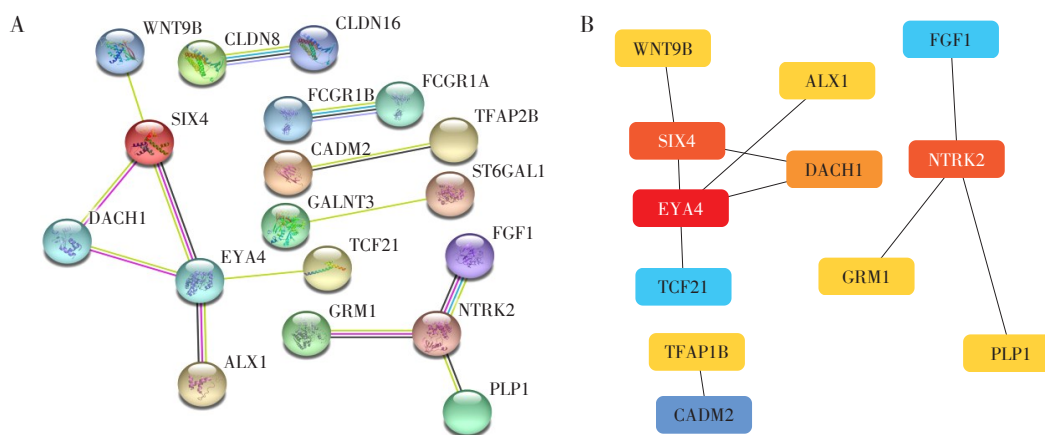 A
WNT9B
CLDN8
CLDN16
SIX4
FCGR1B
FCGR1A
CADM2
TFAP2B
GALNT3
ST6GAL1
DACH1
EYA4
TCF21
FGF1
GRM1
NTRK2
ALX1
PLP1
B
WNT9B
FGF1
ALX1
SIX4
DACH1
NTRK2
EYA4
TCF21
GRM1
TFAP1B
PLP1
CADM2